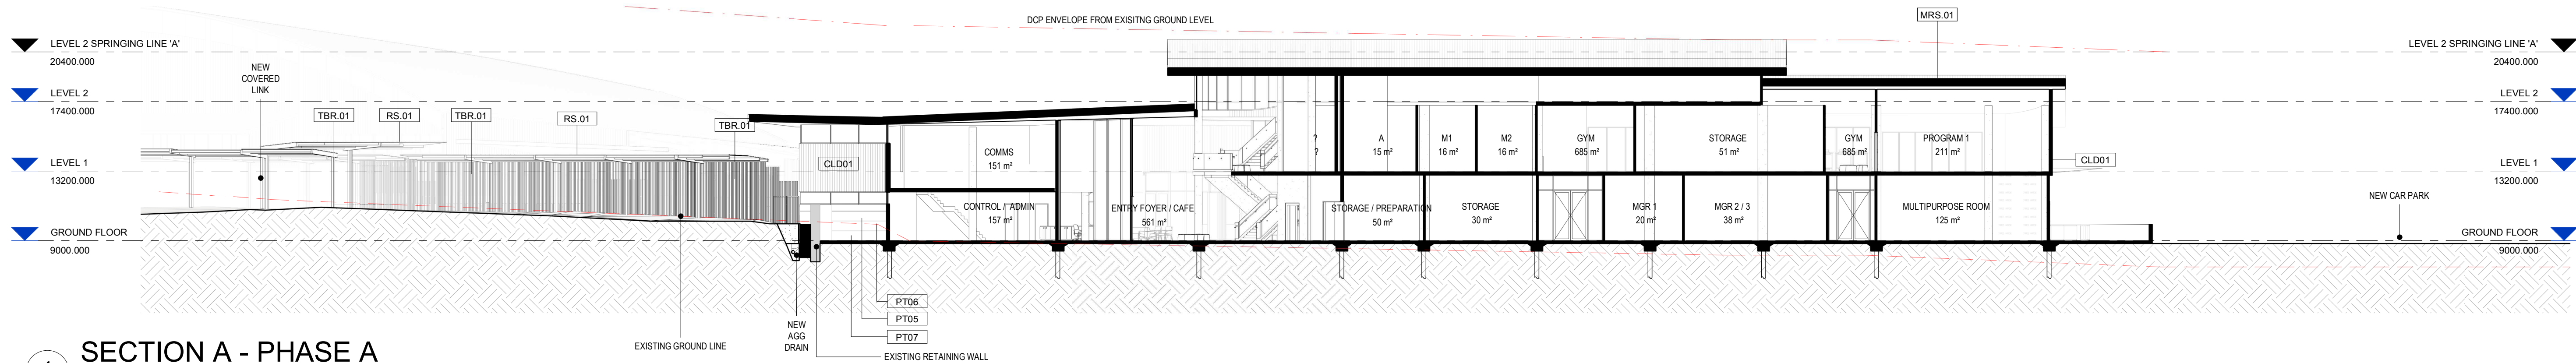 DCP ENVELOPE FROM EXISITNG GROUND LEVEL
MRS.01
LEVEL 2 SPRINGING LINE 'A'
20400.000
LEVEL 2 SPRINGING LINE 'A'
20400.000
NEW
COVERED
LINK
LEVEL 2
17400.000
LEVEL 2
17400.000
TBR.01
RS.01
TBR.01
RS.01
TBR.01
COMMS
151 m²
CLD01
?
?
A
15 m²
M1
16 m²
M2
16 m²
GYM
685 m²
STORAGE
51 m²
GYM
685 m²
PROGRAM 1
211 m²
CLD01
LEVEL 1
13200.000
LEVEL 1
13200.000
NEW CAR PARK
CONTROL / ADMIN
157 m²
ENTRY FOYER / CAFE
561 m²
STORAGE / PREPARATION
50 m²
STORAGE
30 m²
MGR 1
20 m²
MGR 2 / 3
38 m²
MULTIPURPOSE ROOM
125 m²
GROUND FLOOR
9000.000
GROUND FLOOR
9000.000
PT06
PT05
PT07
NEW
AGG
DRAIN
EXISTING GROUND LINE
EXISTING RETAINING WALL
SECTION A - PHASE A